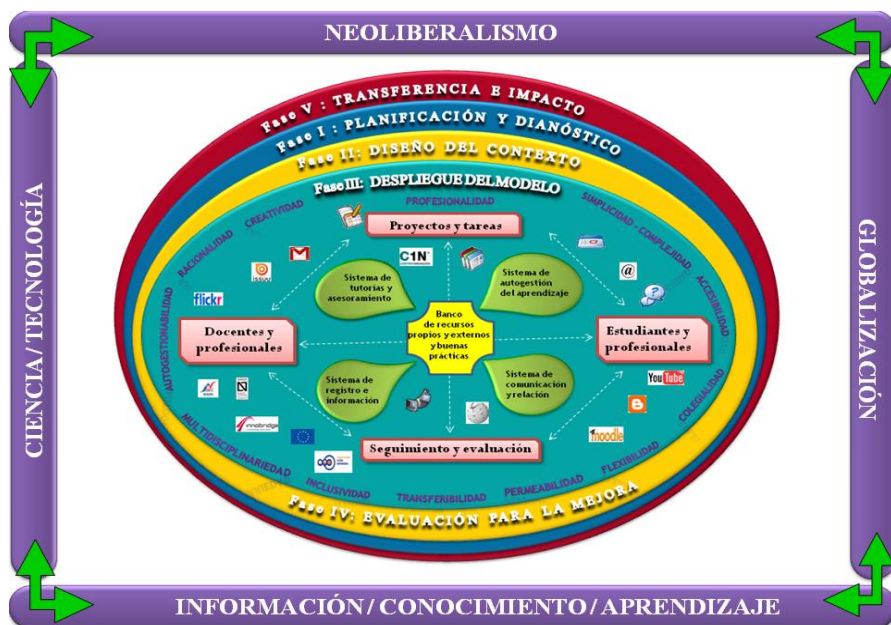 NEOLIBERALISMO
CIENCIA / TECNOLOGÍA
GLOBALIZACIÓN
Fase V : TRANSFERENCIA E IMPACTO
Fase I : PLANIFICACIÓN Y DIANÓSTICO
Fase II: DISEÑO DEL CONTEXTO
Fase III: DESPLIEGUE DEL MODELO
PROFESIONALIDAD
CREATIVIDAD
SIMPLICIDAD - COMPLEJIDAD
RACIONALIDAD
ACCESIBILIDAD
AUTOGESTIONABILIDAD
Proyectos y tareas
C1N
issuu
@
flickr
Sistema de
tutorías y
asesoramiento
Sistema de
autogestión
del aprendizaje
Docentes y
profesionales
Banco
de recursos
propios y externos
y buenas
prácticas
Estudiantes y
profesionales
Sistema de
registro e
información
Sistema de
comunicación
y relación
YouTube
innobridge
moodle
Seguimiento y evaluación
MULTIDISCIPLINARIEDAD
INCLUSIVIDAD
TRANSFERIBILIDAD
PERMEABILIDAD
FLEXIBILIDAD
COLEGIALIDAD
Fase IV: EVALUACIÓN PARA LA MEJORA
INFORMACIÓN / CONOCIMIENTO / APRENDIZAJE